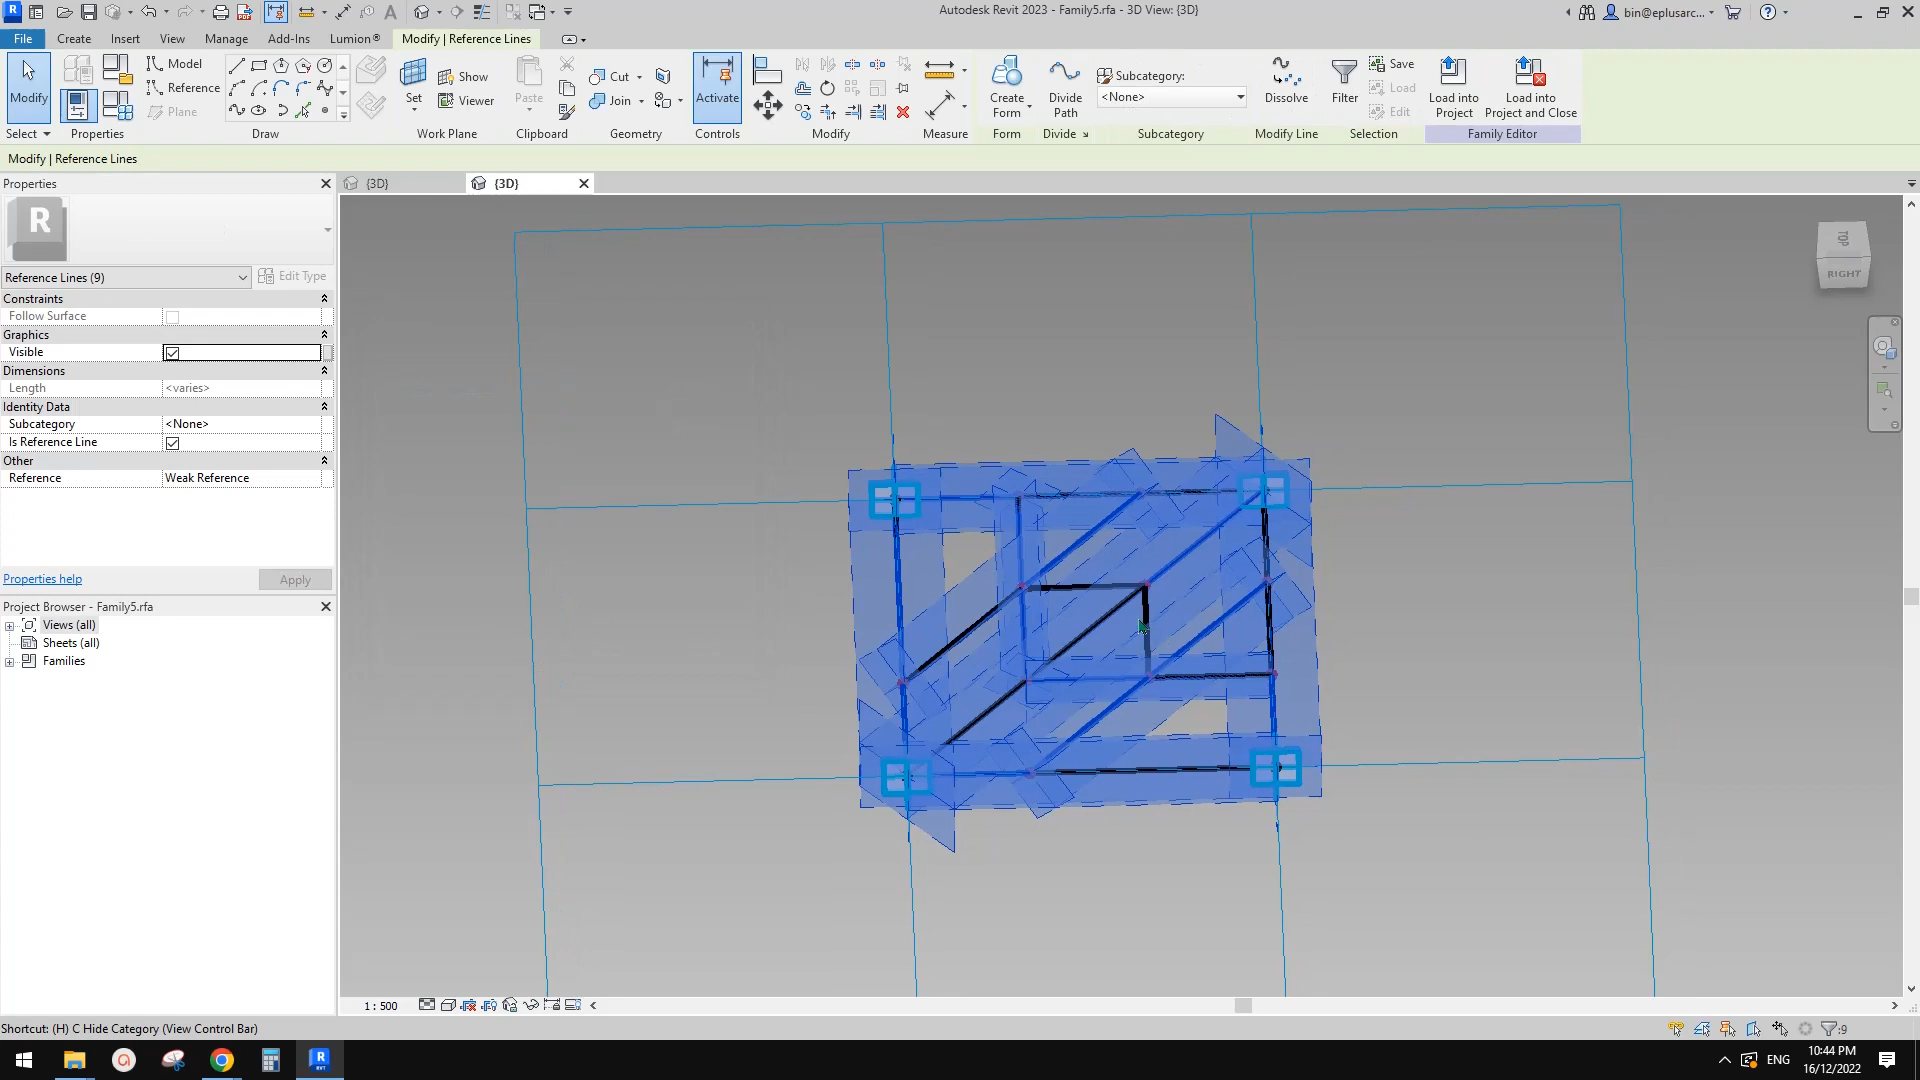 Autodesk Revit 2023 - Family5.rfa - 3D View: {3D}
bin@eplusarc...
File Create Insert View Manage Add-Ins Lumion® Modify | Reference Lines
Modify
Model
Reference
Plane
Set
Show
Viewer
Paste
Cut
Join
Activate
Create Form
Divide Path
Subcategory:
<None>
Dissolve
Filter
Save
Load
Edit
Load into Project
Load into Project and Close
Select Properties Draw Work Plane Clipboard Geometry Controls Modify Measure Form Divide Subcategory Modify Line Selection Family Editor
Modify | Reference Lines
Properties
{3D}
{3D}
R
Reference Lines (9)
Edit Type
Constraints
Follow Surface
Graphics
Visible
Dimensions
Length <varies>
Identity Data
Subcategory <None>
Is Reference Line
Other
Reference Weak Reference
Properties help
Apply
Project Browser - Family5.rfa
Views (all)
Sheets (all)
Families
TOP
RIGHT
1 : 500
Shortcut: (H) C Hide Category (View Control Bar)
:9
ENG
10:44 PM
16/12/2022